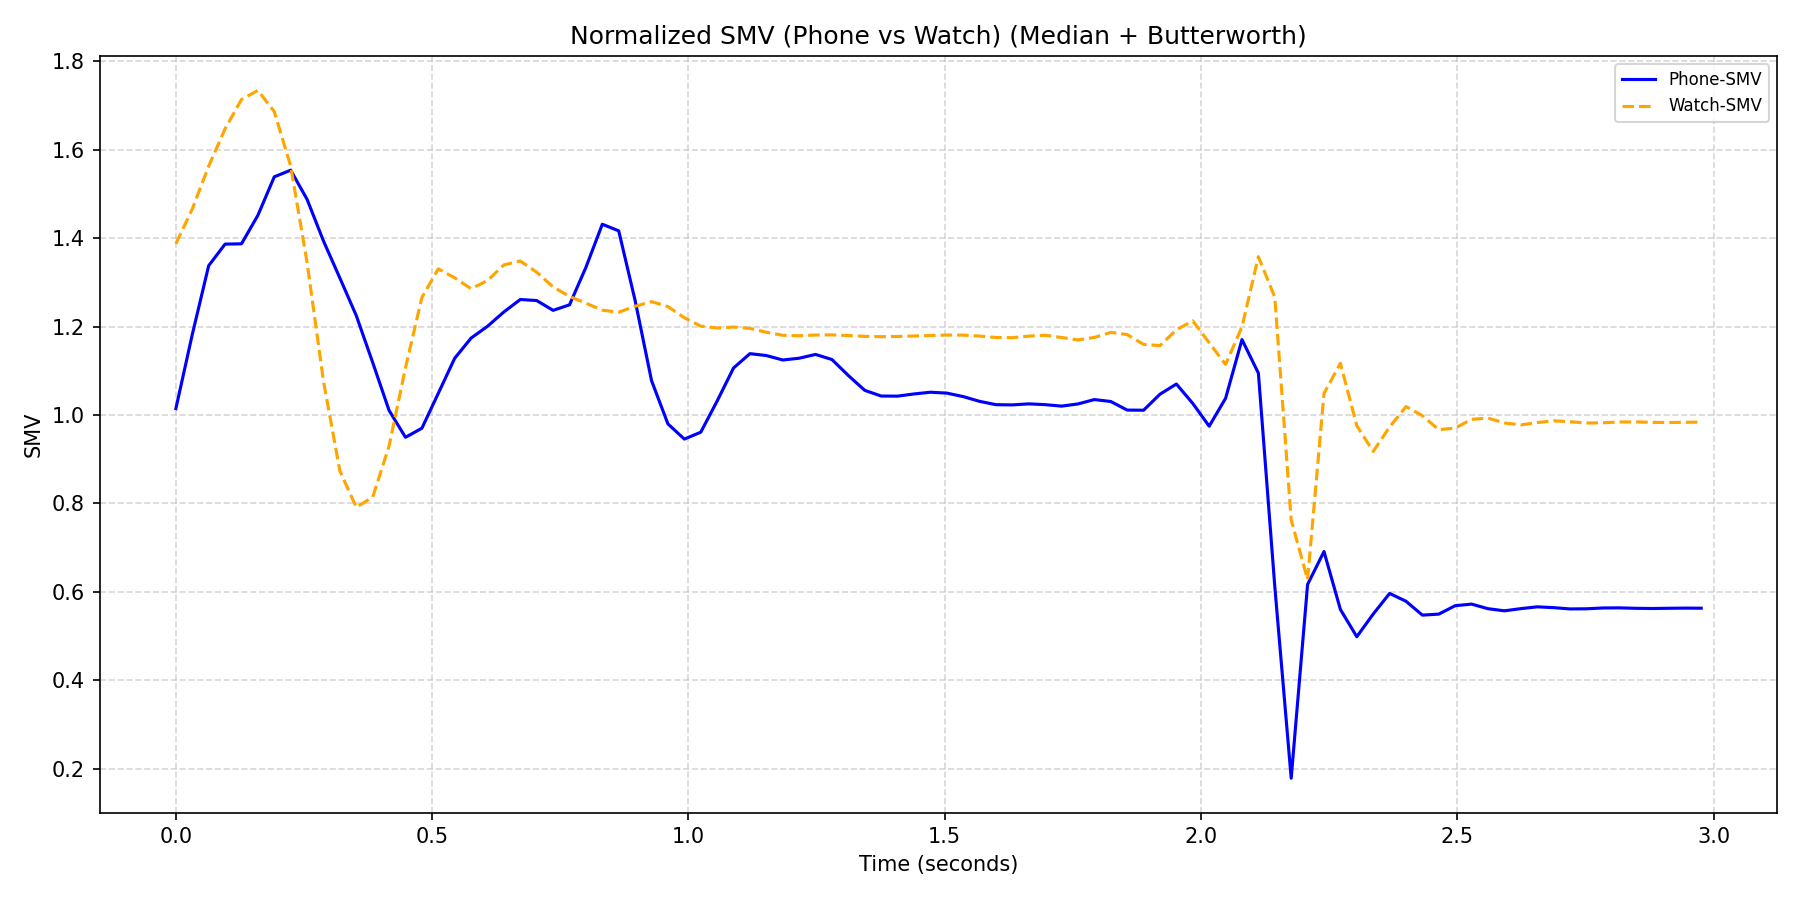 Normalized SMV (Phone vs Watch) (Median + Butterworth)
Phone-SMV
Watch-SMV
SMV
1.8
1.6
1.4
1.2
1.0
0.8
0.6
0.4
0.2
0.0 0.5 1.0 1.5 2.0 2.5 3.0
Time (seconds)